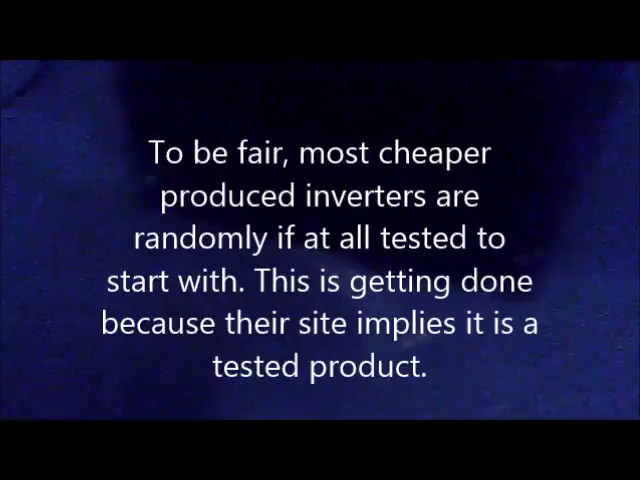 To be fair, most cheaper
produced inverters are
randomly if at all tested to
start with. This is getting done
because their site implies it is a
tested product.